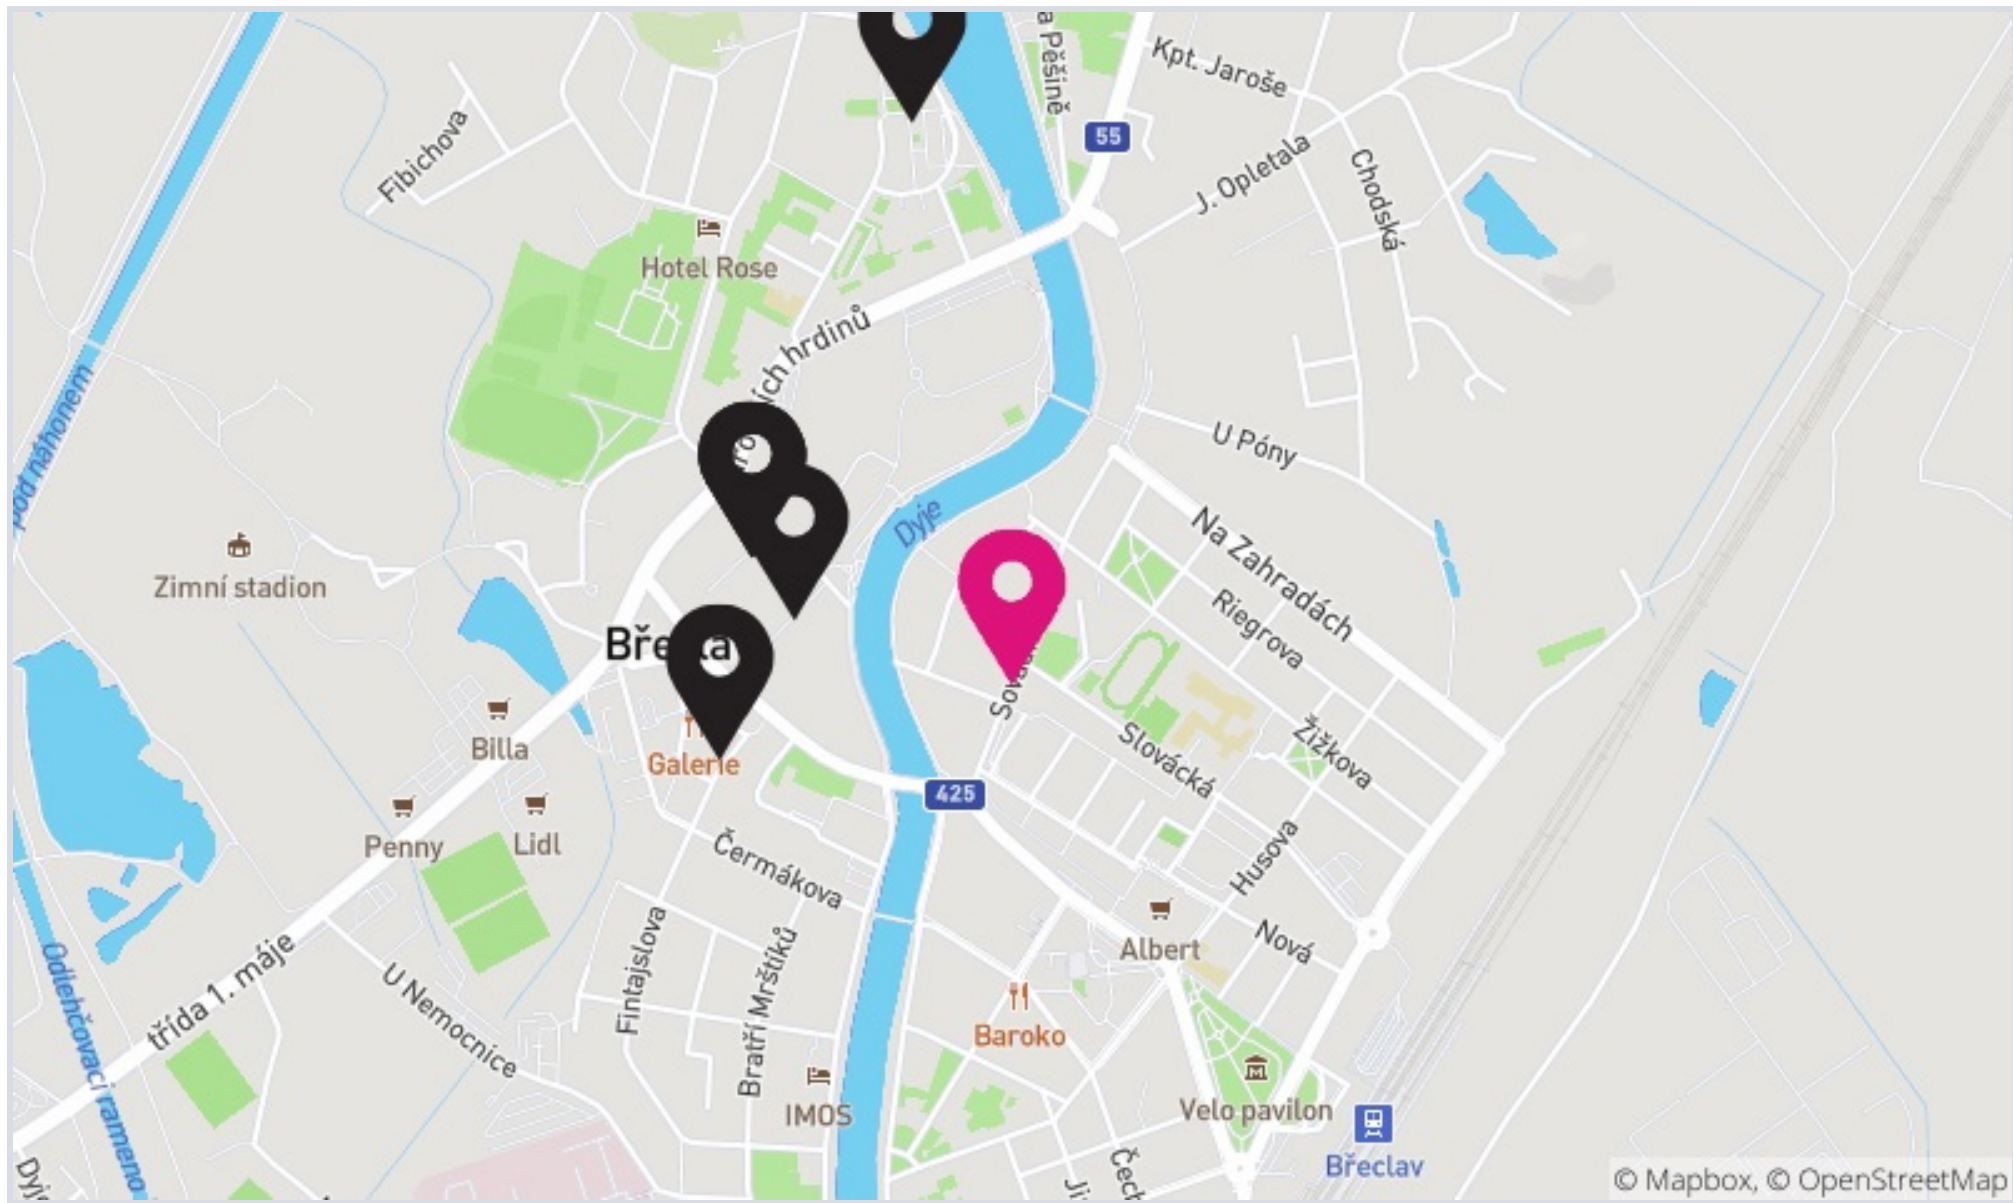 Kpt. Jaroše
55
Fibichova
J. Opletala
Chodská
Hotel Rose
hrdinů
pod náhonem
U Póny
Dyje
Na Zahradách
Zimní stadion
Riegrova
Žižkova
Billa
Galerie
Slovácká
425
Penny
Lidl
Čermákova
Husova
Albert
Nová
třída 1. máje
Fintajslova
Bratří Mrštíků
U Nemocnice
Odlehčovací rameno
Baroko
IMOS
Velo pavilon
Břeclav
© Mapbox, © OpenStreetMap